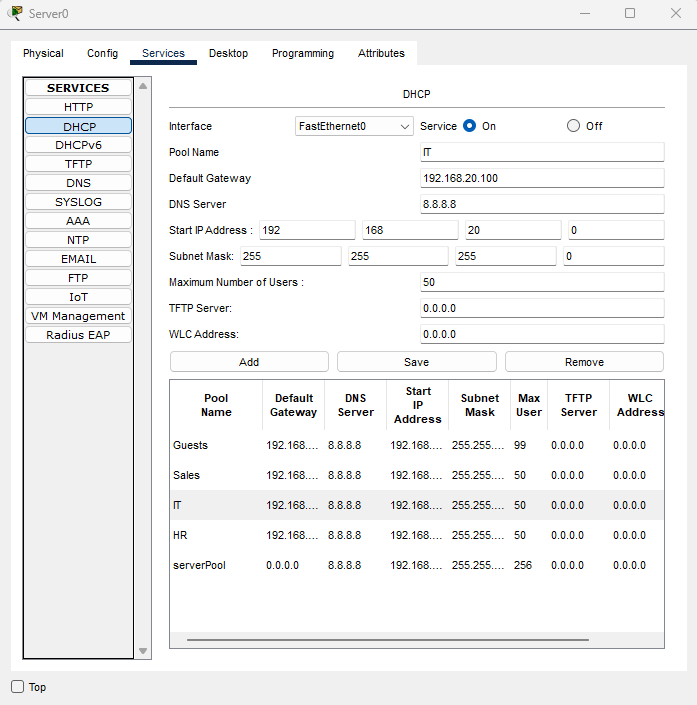 Server0
Physical Config Services Desktop Programming Attributes
SERVICES
HTTP
DHCP
DHCPv6
TFTP
DNS
SYSLOG
AAA
NTP
EMAIL
FTP
IoT
VM Management
Radius EAP
DHCP
Interface FastEthernet0 Service On Off
Pool Name IT
Default Gateway 192.168.20.100
DNS Server 8.8.8.8
Start IP Address : 192 168 20 0
Subnet Mask: 255 255 255 0
Maximum Number of Users : 50
TFTP Server: 0.0.0.0
WLC Address: 0.0.0.0
Add Save Remove
Pool Name Default Gateway DNS Server Start IP Address Subnet Mask Max User TFTP Server WLC Address
Guests 192.168.... 8.8.8.8 192.168.... 255.255.... 99 0.0.0.0 0.0.0.0
Sales 192.168.... 8.8.8.8 192.168.... 255.255.... 50 0.0.0.0 0.0.0.0
IT 192.168.... 8.8.8.8 192.168.... 255.255.... 50 0.0.0.0 0.0.0.0
HR 192.168.... 8.8.8.8 192.168.... 255.255.... 50 0.0.0.0 0.0.0.0
serverPool 0.0.0.0 8.8.8.8 192.168.... 255.255.... 256 0.0.0.0 0.0.0.0
Top